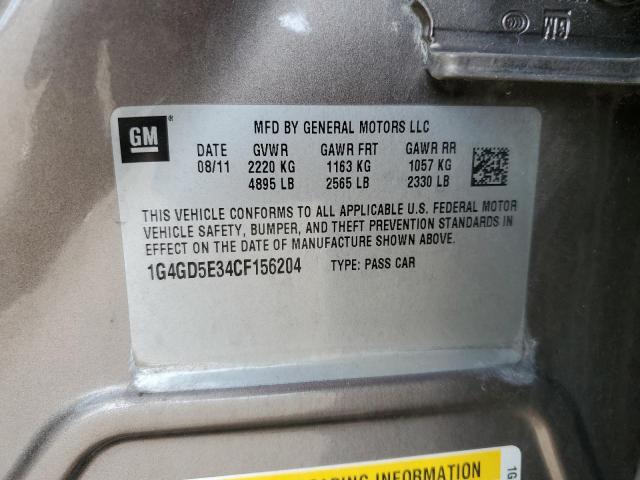 GM
GM
MFD BY GENERAL MOTORS LLC
DATE GVWR GAWR FRT GAWR RR
08/11 2220 KG 1163 KG 1057 KG
4895 LB 2565 LB 2330 LB
THIS VEHICLE CONFORMS TO ALL APPLICABLE U.S. FEDERAL MOTOR
VEHICLE SAFETY, BUMPER, AND THEFT PREVENTION STANDARDS IN
EFFECT ON THE DATE OF MANUFACTURE SHOWN ABOVE.
1G4GD5E34CF156204 TYPE: PASS CAR
INFORMATION
1G